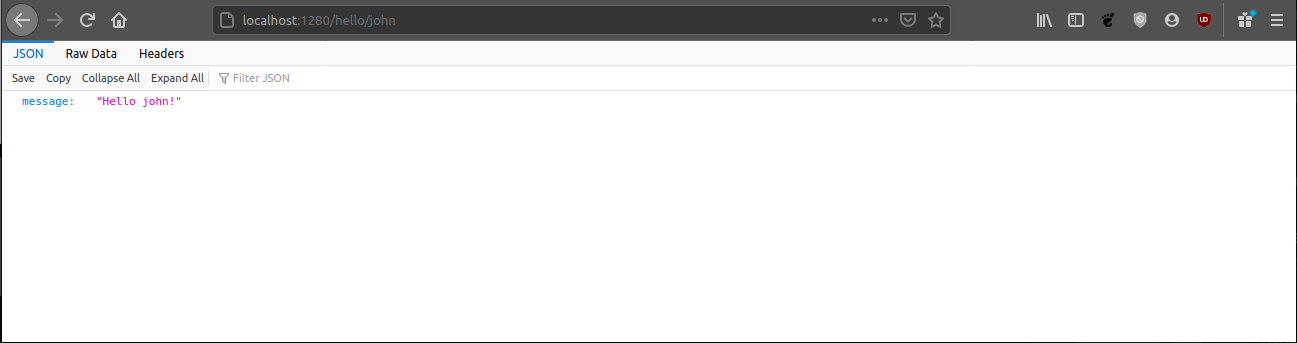 localhost:1280/hello/john
JSON Raw Data Headers
Save Copy Collapse All Expand All Filter JSON
message: "Hello john!"